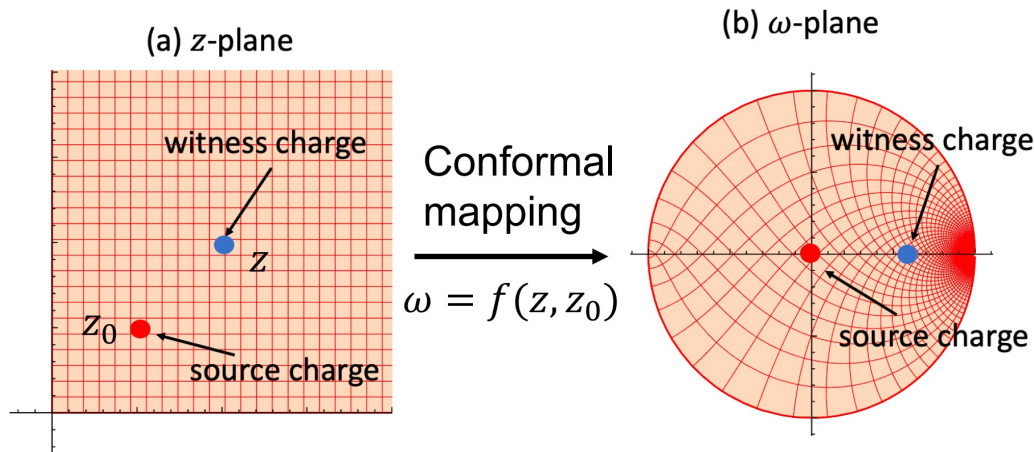 (a) z-plane
witness charge
z
z₀
source charge
Conformal
mapping
ω = f(z, z₀)
(b) ω-plane
witness charge
source charge